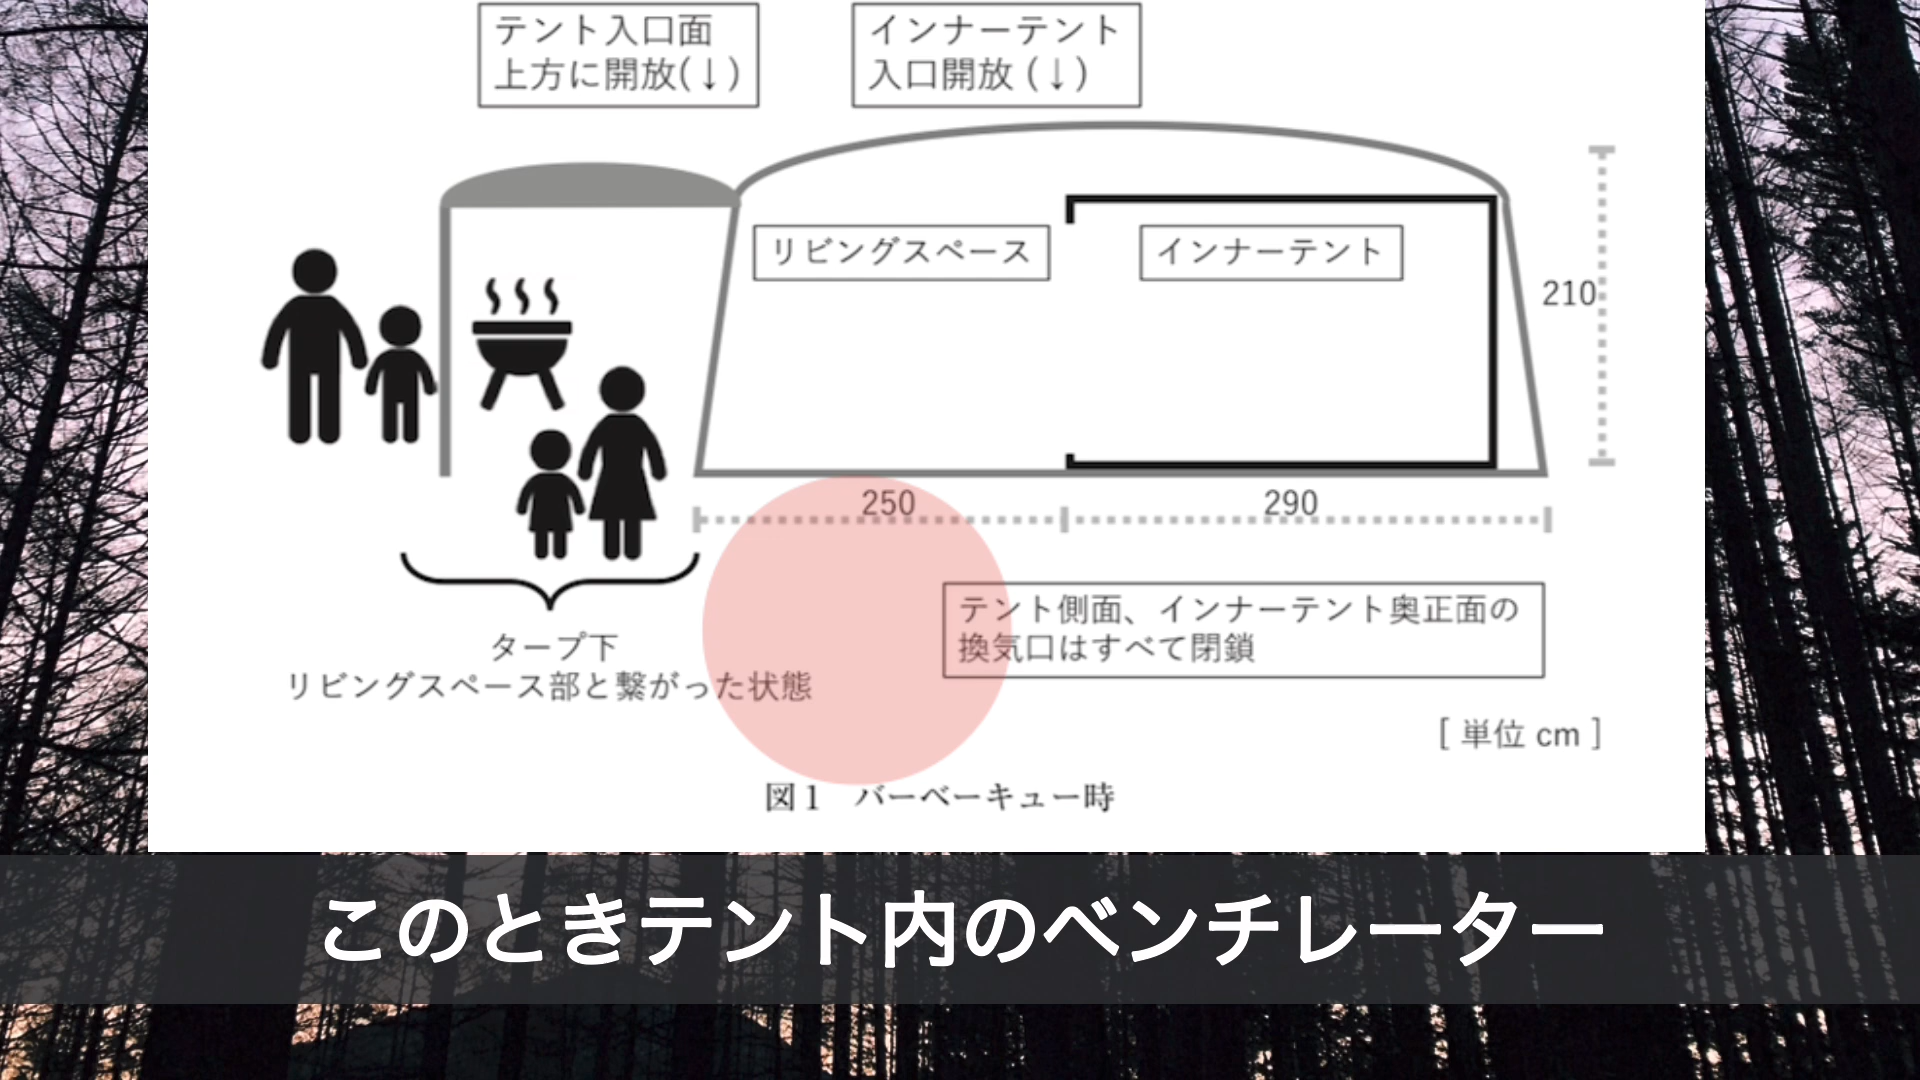 テント入口面
上方に開放(↓)
インナーテント
入口開放 (↓)
リビングスペース
インナーテント
210
250
290
テント側面、インナーテント奥正面の
換気口はすべて閉鎖
タープ下
リビングスペース部と繋がった状態
[ 単位 cm ]
図1　バーベーキュー時
このときテント内のベンチレーター